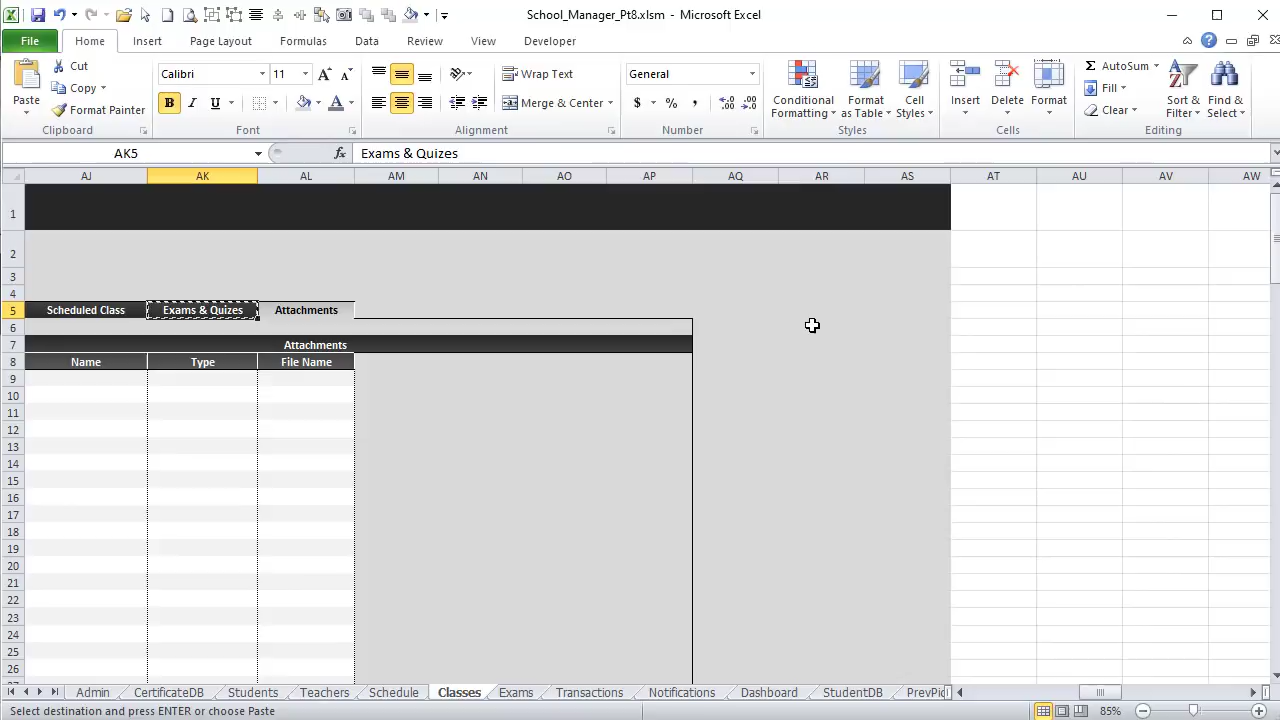 School_Manager_Pt8.xlsm - Microsoft Excel
File Home Insert Page Layout Formulas Data Review View Developer
Paste
Cut
Copy
Format Painter
Clipboard
Calibri 11
B I U
Font
Wrap Text
Merge & Center
Alignment
General
$ % ,
Number
Conditional Formatting
Format as Table
Cell Styles
Styles
Insert
Delete
Format
Cells
AutoSum
Fill
Clear
Sort & Filter
Find & Select
Editing
AK5 fx Exams & Quizes
AJ AK AL AM AN AO AP AQ AR AS AT AU AV AW
1
2
3
4
5 Scheduled Class Exams & Quizes Attachments
6
7 Attachments
8 Name Type File Name
9
10
11
12
13
14
15
16
17
18
19
20
21
22
23
24
25
26
Admin CertificateDB Students Teachers Schedule Classes Exams Transactions Notifications Dashboard StudentDB PrevPic
Select destination and press ENTER or choose Paste 85%